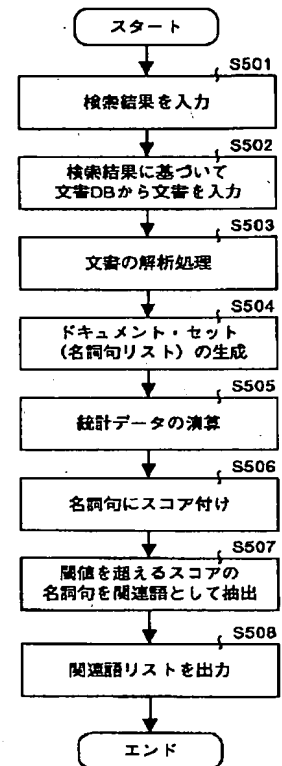 スタート
S501
検索結果を入力
S502
検索結果に基づいて
文書DBから文書を入力
S503
文書の解析処理
S504
ドキュメント・セット
(名詞句リスト)の生成
S505
統計データの演算
S506
名詞句にスコア付け
S507
閾値を超えるスコアの
名詞句を関連語として抽出
S508
関連語リストを出力
エンド